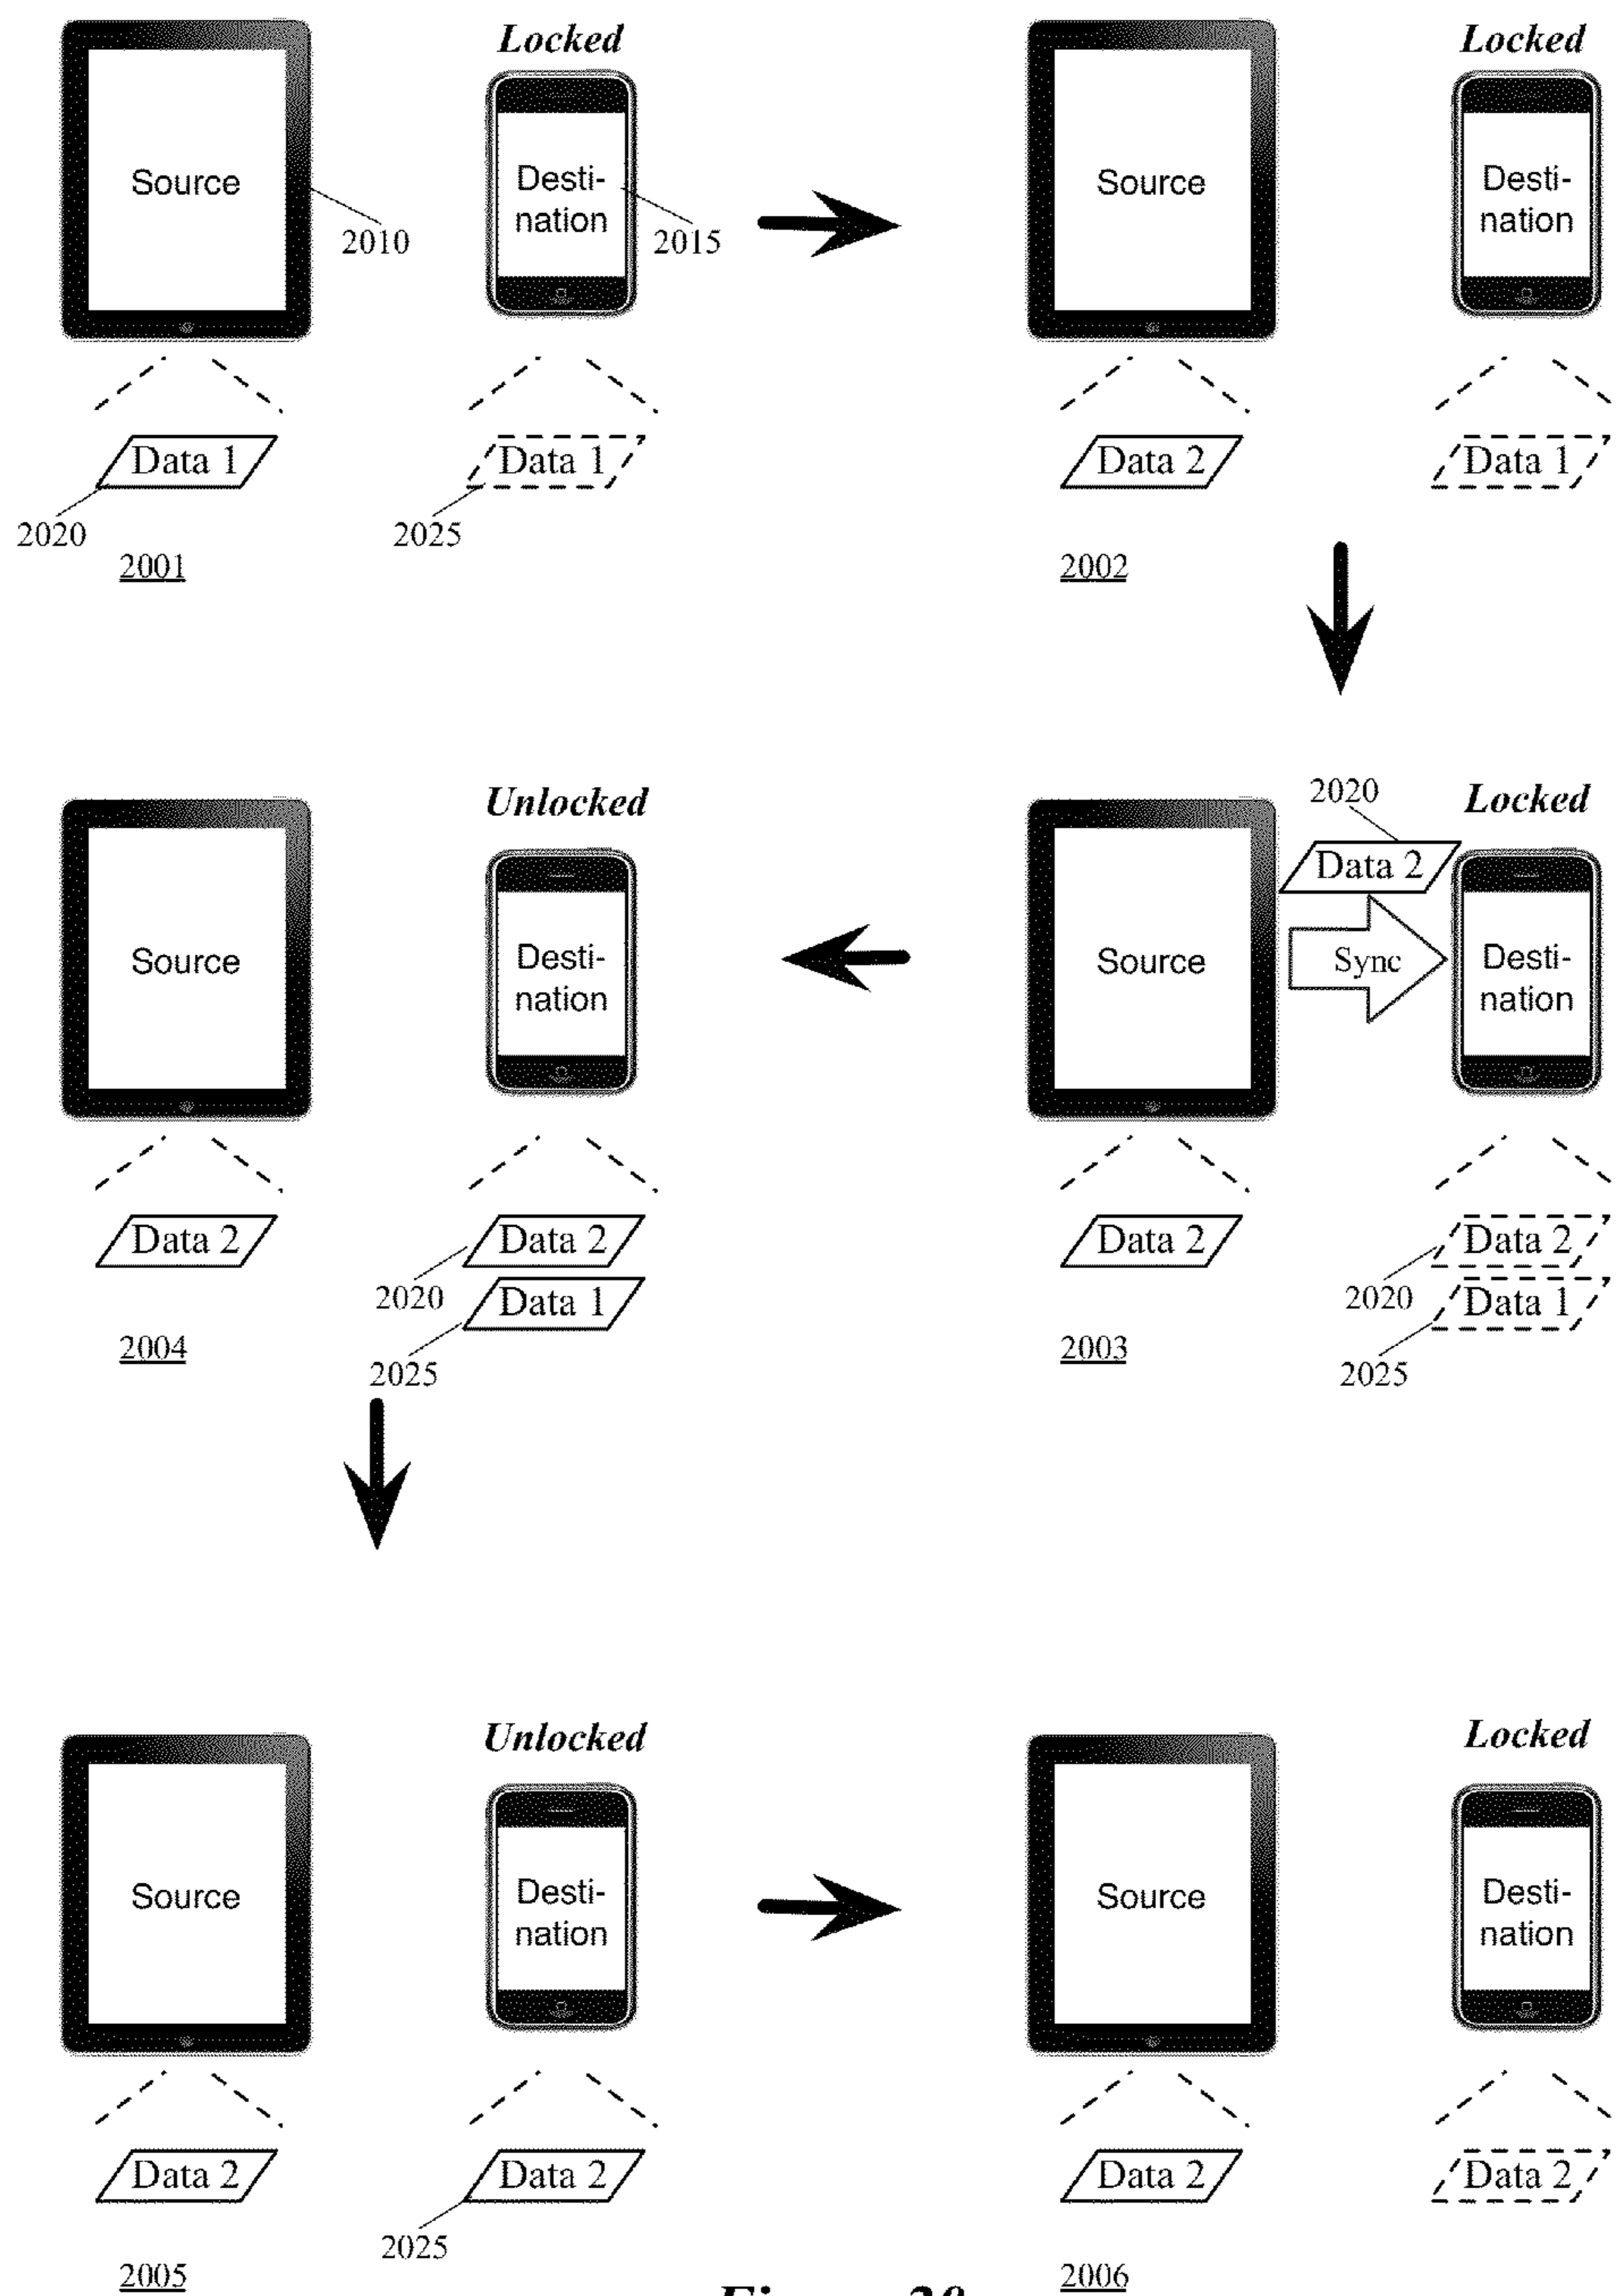 Locked
Source
Desti-
nation
2010
2015
Data 1
Data 1
2020
2025
2001
Locked
Source
Desti-
nation
Data 2
Data 1
2002
2020
Locked
Data 2
Source
Sync
Desti-
nation
Data 2
Data 2
2020
Data 1
2003
2025
Unlocked
Source
Desti-
nation
Data 2
Data 2
2020
Data 1
2004
2025
Unlocked
Source
Desti-
nation
Data 2
Data 2
2025
2005
Locked
Source
Desti-
nation
Data 2
Data 2
2006